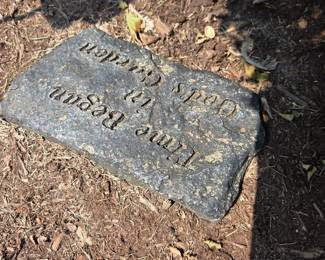 Time Began
in
God's Garden